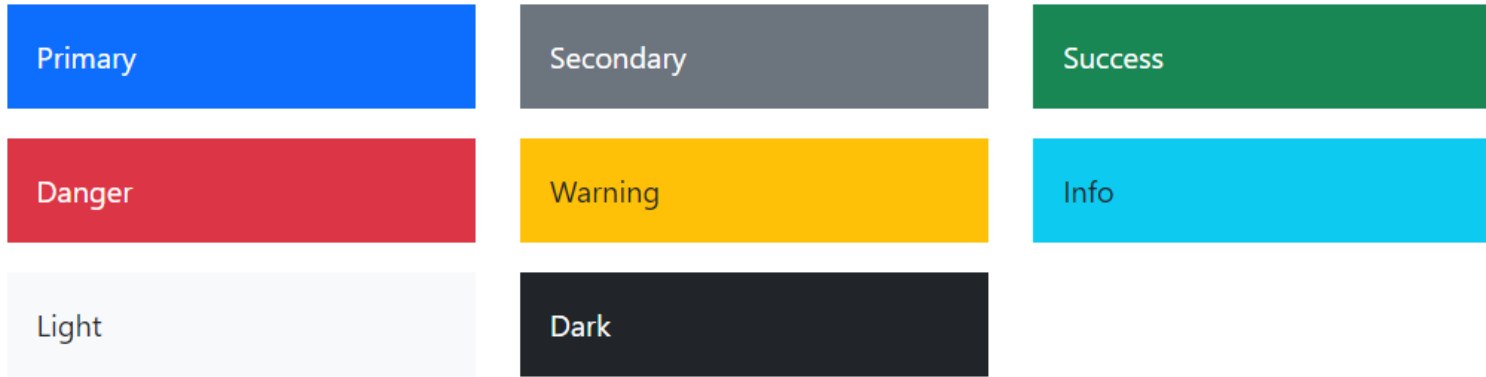 Primary
Secondary
Success
Danger
Warning
Info
Light
Dark